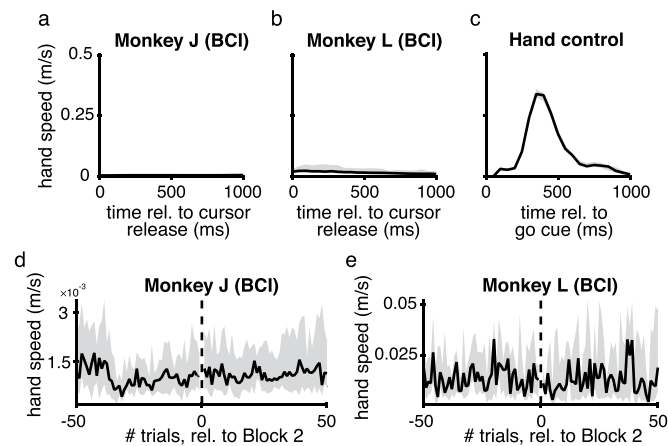 a
Monkey J (BCI)
b
Monkey L (BCI)
c
Hand control
hand speed (m/s)
0.5
0.25
0
0 500 1000
time rel. to cursor
release (ms)
0 500 1000
time rel. to cursor
release (ms)
0 500 1000
time rel. to
go cue (ms)
d
Monkey J (BCI)
hand speed (m/s)
×10⁻³
3
1.5
-50 0 50
# trials, rel. to Block 2
e
Monkey L (BCI)
hand speed (m/s)
0.05
0.025
-50 0 50
# trials, rel. to Block 2